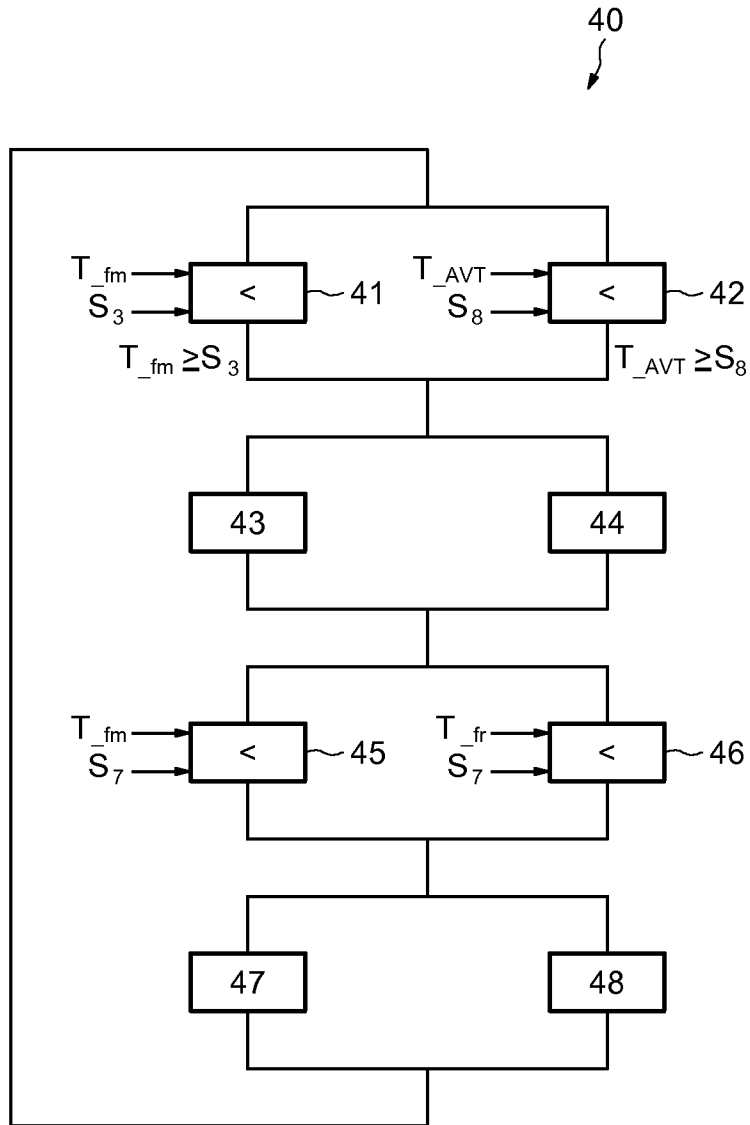 40
T_fm
S3
<
41
T_AVT
S8
<
42
T_fm ≥S3
T_AVT ≥S8
43
44
T_fm
S7
<
45
T_fr
S7
<
46
47
48